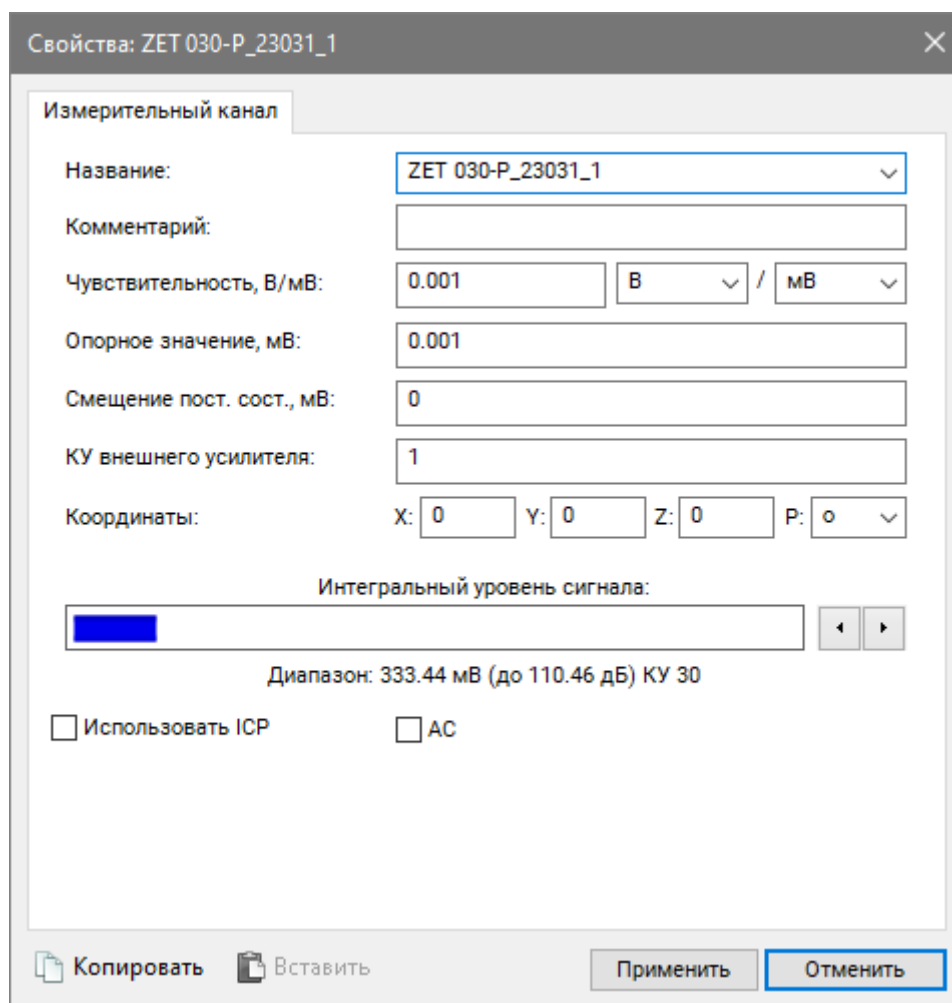 Свойства: ZET 030-P_23031_1
Измерительный канал
Название: ZET 030-P_23031_1
Комментарий:
Чувствительность, В/мВ: 0.001 В / мВ
Опорное значение, мВ: 0.001
Смещение пост. сост., мВ: 0
КУ внешнего усилителя: 1
Координаты: X: 0 Y: 0 Z: 0 P: о
Интегральный уровень сигнала:
Диапазон: 333.44 мВ (до 110.46 дБ) КУ 30
Использовать ICP AC
Копировать Вставить Применить Отменить